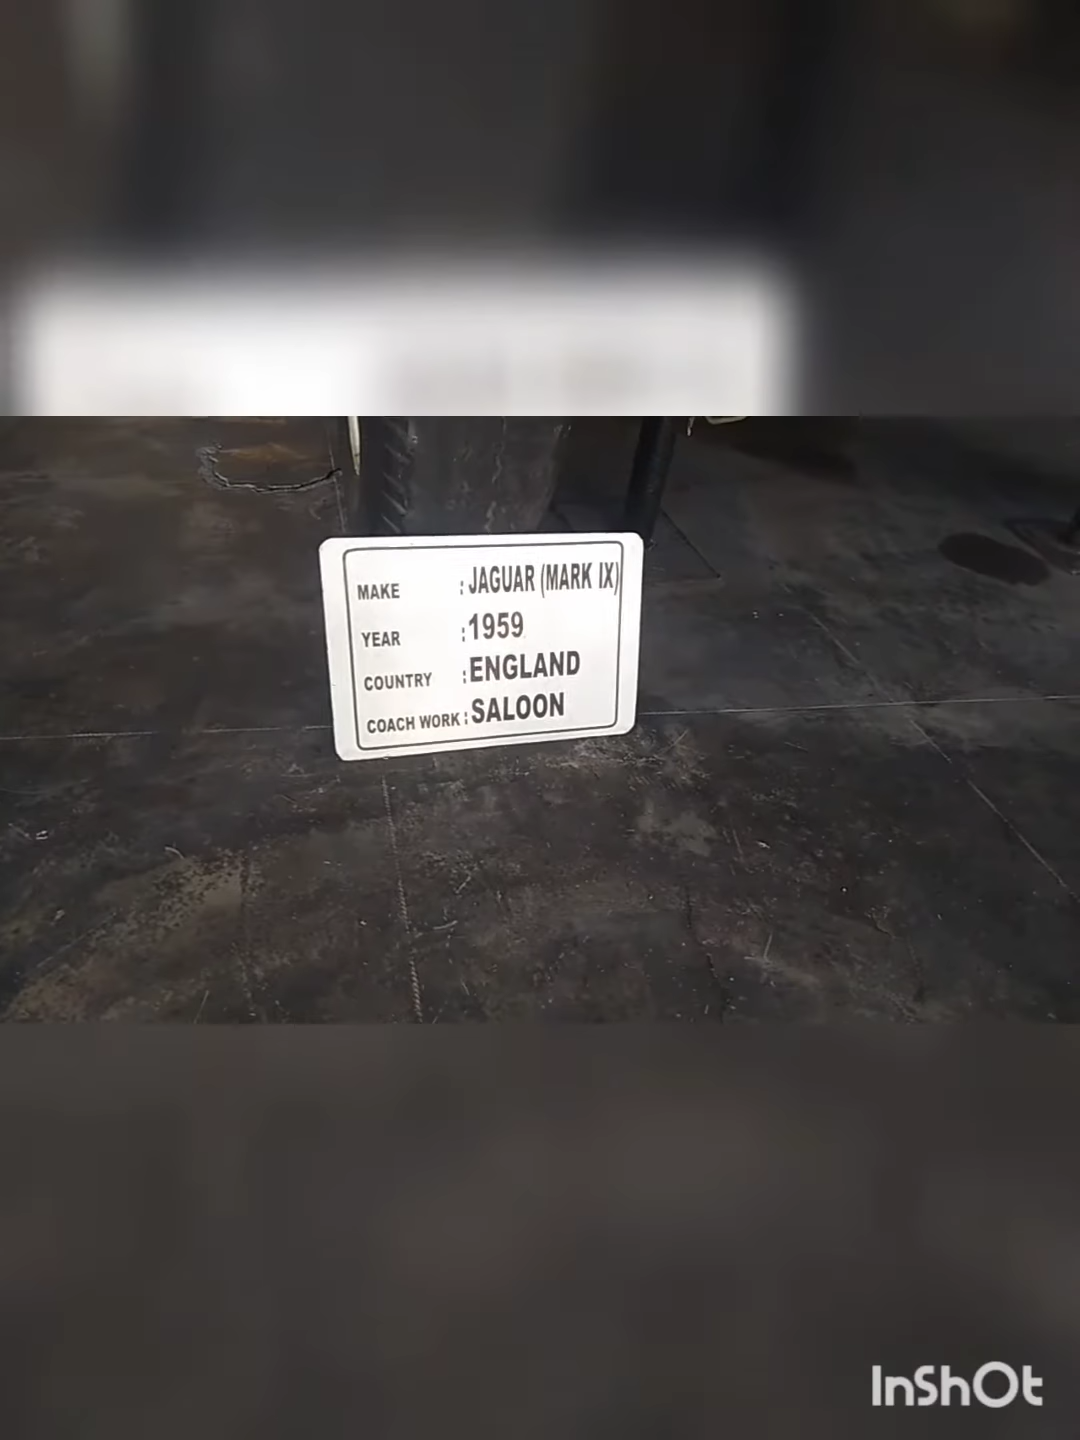 MAKE : JAGUAR (MARK IX)
YEAR : 1959
COUNTRY : ENGLAND
COACH WORK : SALOON
InShOt